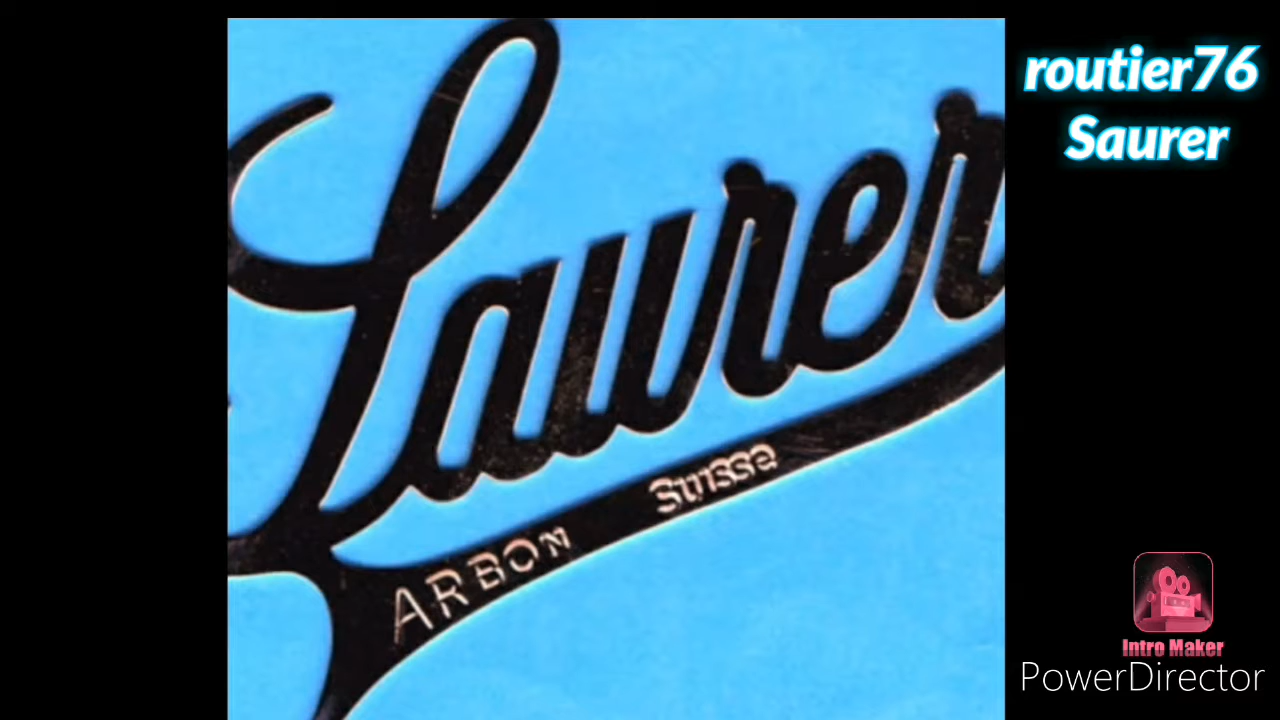 routier76
Saurer
Saurer
ARBON Suisse
Intro Maker
PowerDirector